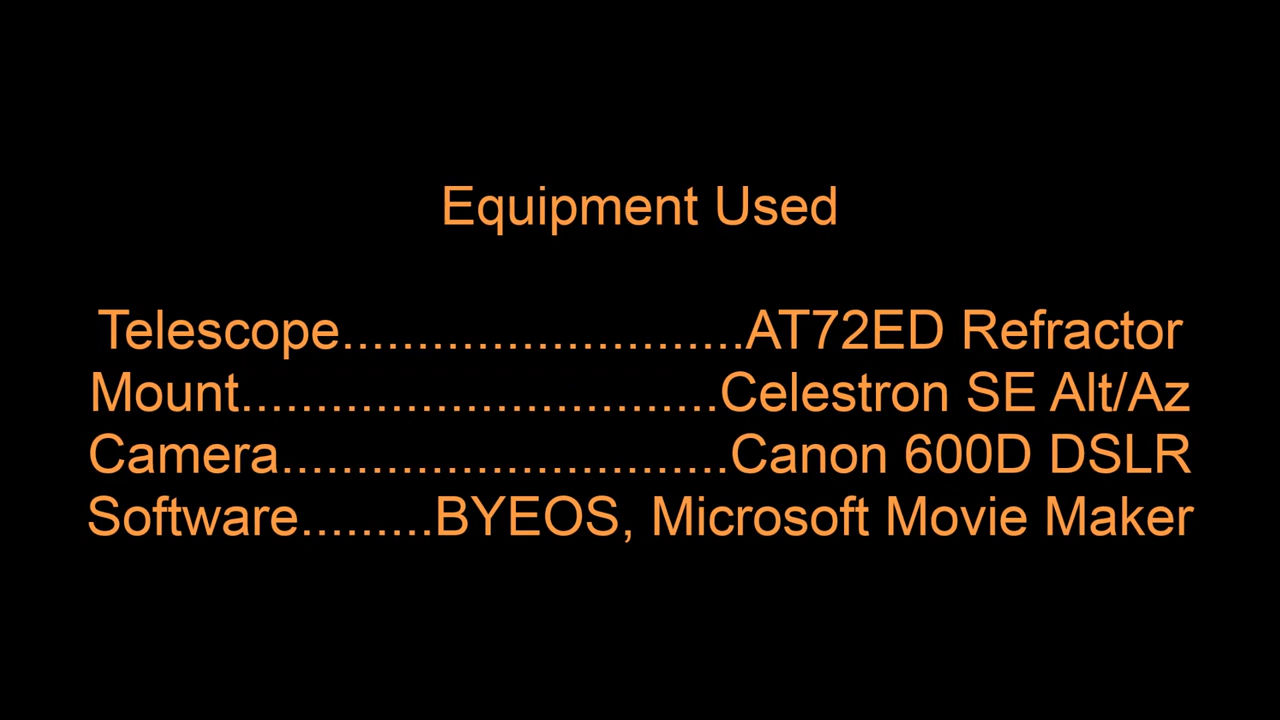 Equipment Used
Telescope...........................AT72ED Refractor
Mount................................Celestron SE Alt/Az
Camera..............................Canon 600D DSLR
Software.........BYEOS, Microsoft Movie Maker